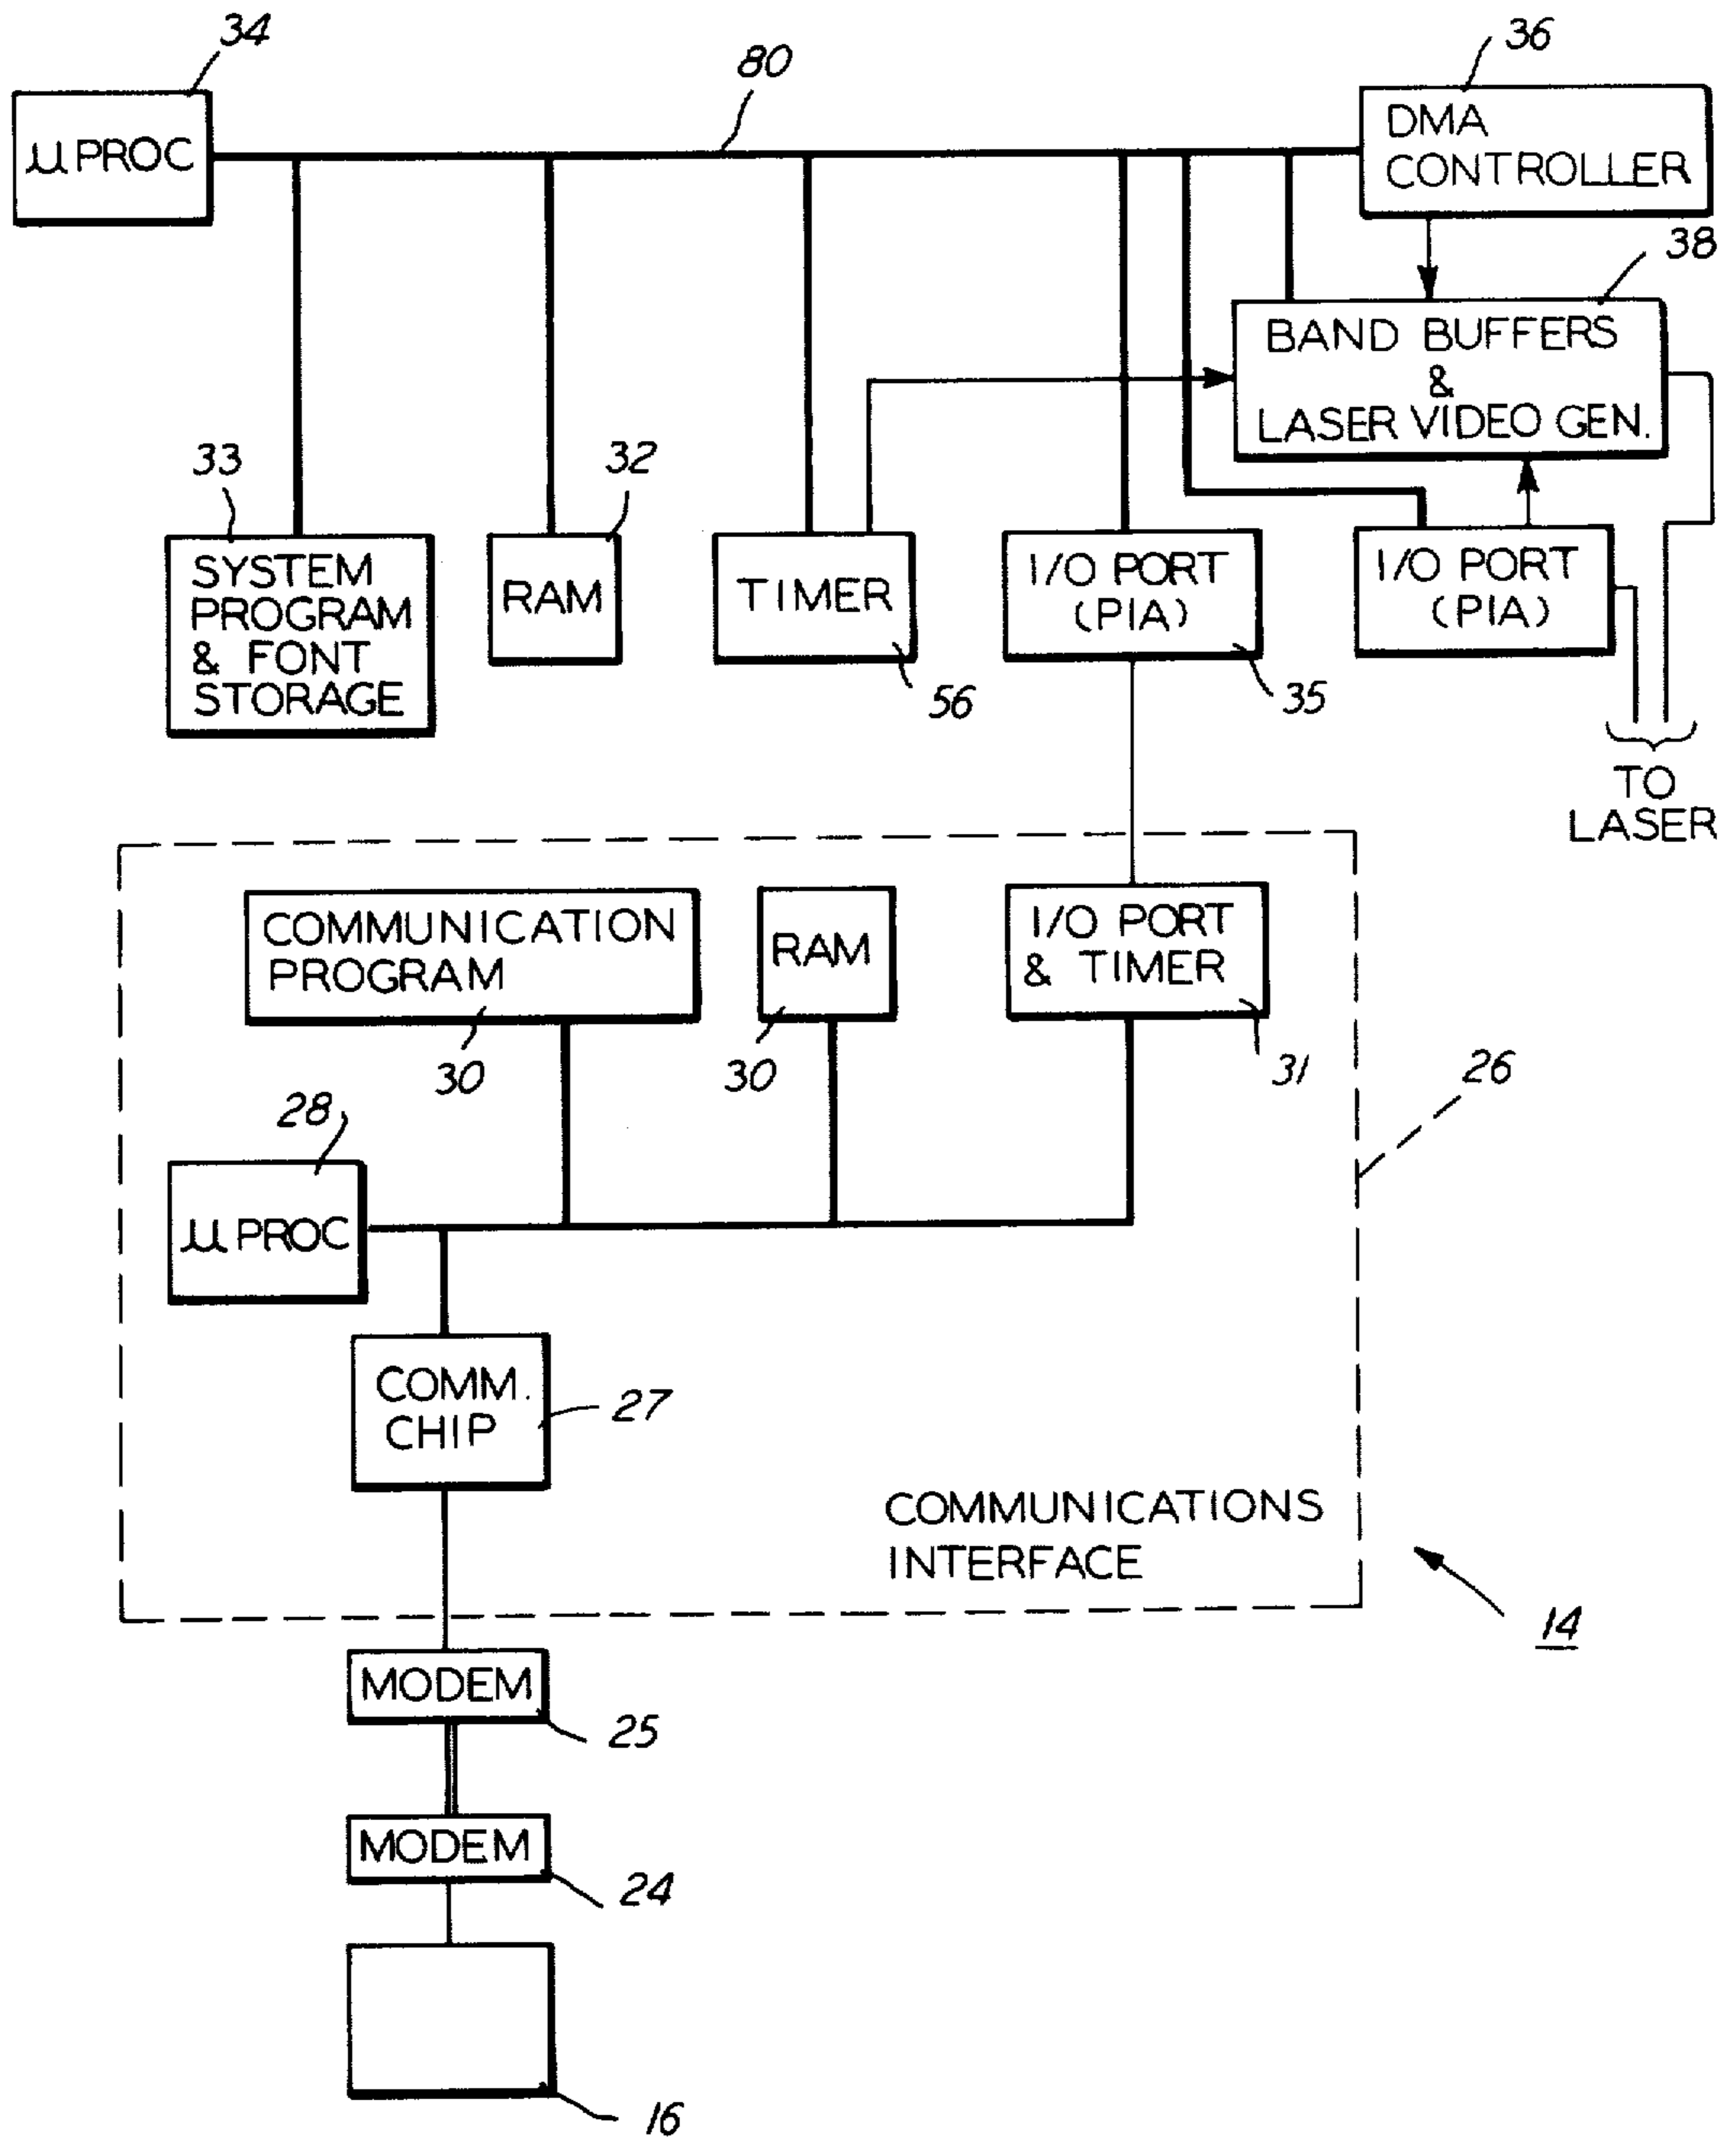 34
80
36
µPROC
DMA
CONTROLLER
38
BAND BUFFERS
&
LASER VIDEO GEN.
33
32
SYSTEM
PROGRAM
& FONT
STORAGE
RAM
TIMER
I/O PORT
(PIA)
I/O PORT
(PIA)
56
35
TO
LASER
COMMUNICATION
PROGRAM
RAM
I/O PORT
& TIMER
30
30
31
26
28
µPROC
COMM.
CHIP
27
COMMUNICATIONS
INTERFACE
14
MODEM
25
MODEM
24
16